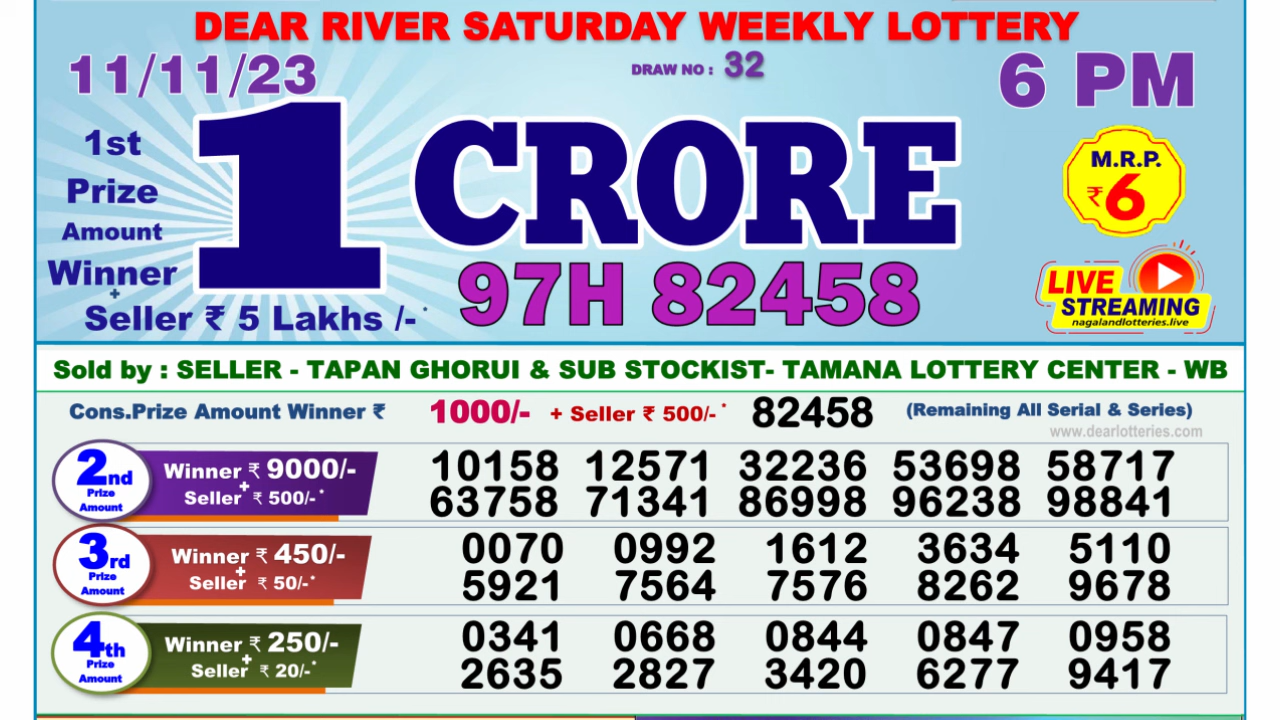 DEAR RIVER SATURDAY WEEKLY LOTTERY
11/11/23
DRAW NO : 32
6 PM
1st
Prize
Amount
Winner
+
Seller ₹ 5 Lakhs /-*
1 CRORE
97H 82458
M.R.P.
₹6
LIVE
STREAMING
nagalandlotteries.live
Sold by : SELLER - TAPAN GHORUI & SUB STOCKIST- TAMANA LOTTERY CENTER - WB
Cons.Prize Amount Winner ₹ 1000/- + Seller ₹ 500/-* 82458 (Remaining All Serial & Series)
www.dearlotteries.com
2nd
Prize
Amount
Winner ₹ 9000/-
+
Seller ₹ 500/-*
10158 12571 32236 53698 58717
63758 71341 86998 96238 98841
3rd
Prize
Amount
Winner ₹ 450/-
+
Seller ₹ 50/-*
0070 0992 1612 3634 5110
5921 7564 7576 8262 9678
4th
Prize
Amount
Winner ₹ 250/-
+
Seller ₹ 20/-*
0341 0668 0844 0847 0958
2635 2827 3420 6277 9417